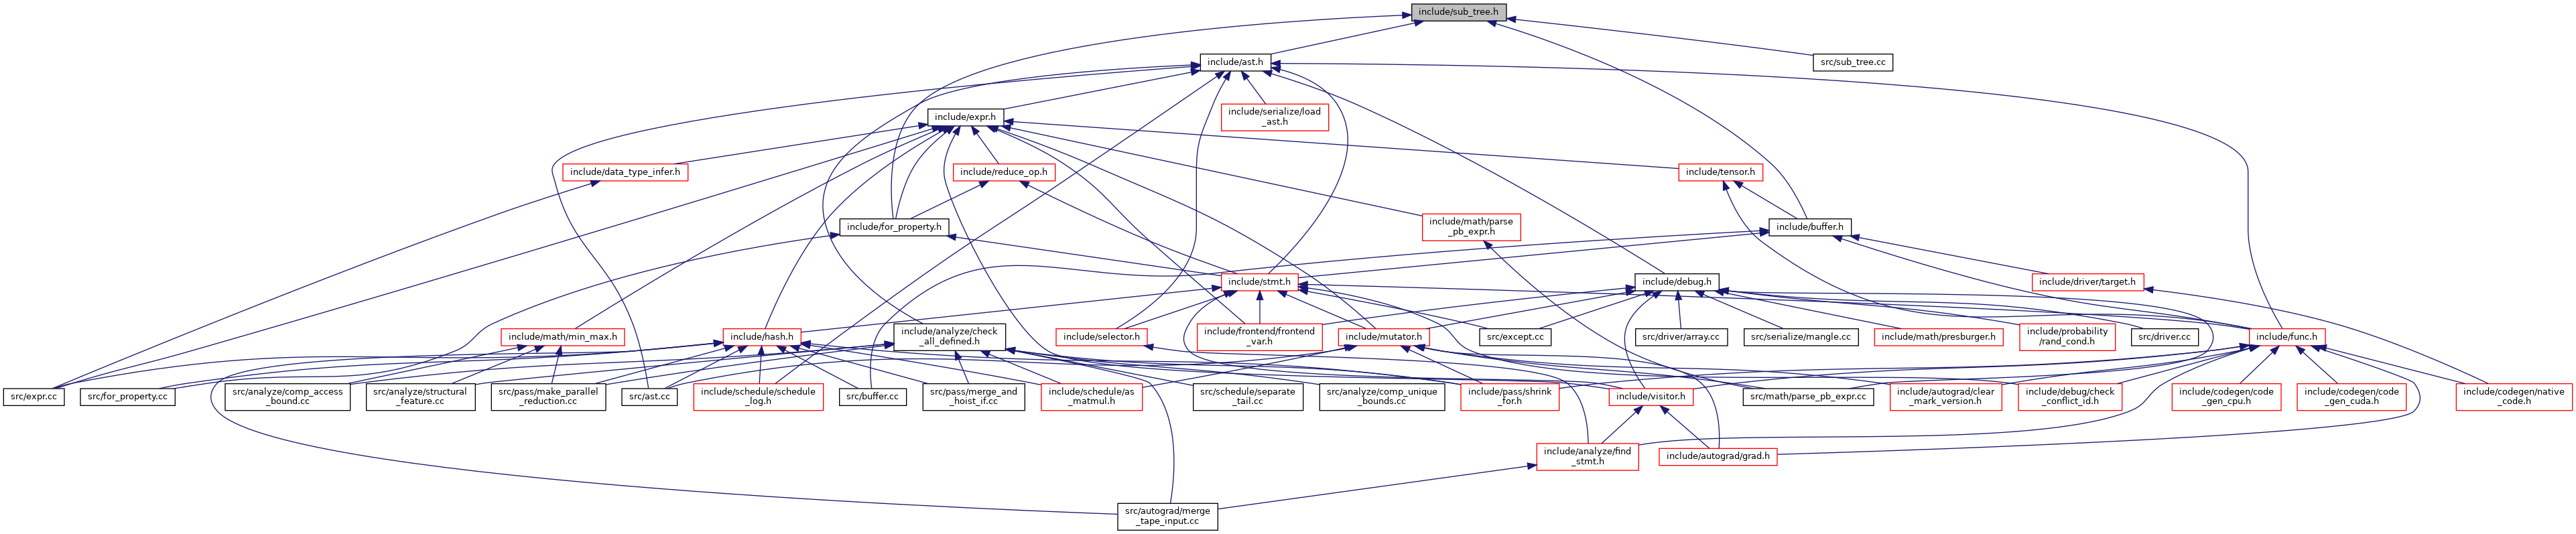 include/sub_tree.h
include/ast.h
src/sub_tree.cc
include/expr.h
include/serialize/load
_ast.h
include/data_type_infer.h
include/reduce_op.h
include/tensor.h
include/for_property.h
include/math/parse
_pb_expr.h
include/buffer.h
include/stmt.h
include/debug.h
include/driver/target.h
include/math/min_max.h
include/hash.h
include/analyze/check
_all_defined.h
include/selector.h
include/frontend/frontend
_var.h
include/mutator.h
src/except.cc
src/driver/array.cc
src/serialize/mangle.cc
include/math/presburger.h
include/probability
/rand_cond.h
src/driver.cc
include/func.h
src/expr.cc
src/for_property.cc
src/analyze/comp_access
_bound.cc
src/analyze/structural
_feature.cc
src/pass/make_parallel
_reduction.cc
src/ast.cc
include/schedule/schedule
_log.h
src/buffer.cc
src/pass/merge_and
_hoist_if.cc
include/schedule/as
_matmul.h
src/schedule/separate
_tail.cc
src/analyze/comp_unique
_bounds.cc
include/pass/shrink
_for.h
include/visitor.h
src/math/parse_pb_expr.cc
include/autograd/clear
_mark_version.h
include/debug/check
_conflict_id.h
include/codegen/code
_gen_cpu.h
include/codegen/code
_gen_cuda.h
include/codegen/native
_code.h
include/analyze/find
_stmt.h
include/autograd/grad.h
src/autograd/merge
_tape_input.cc